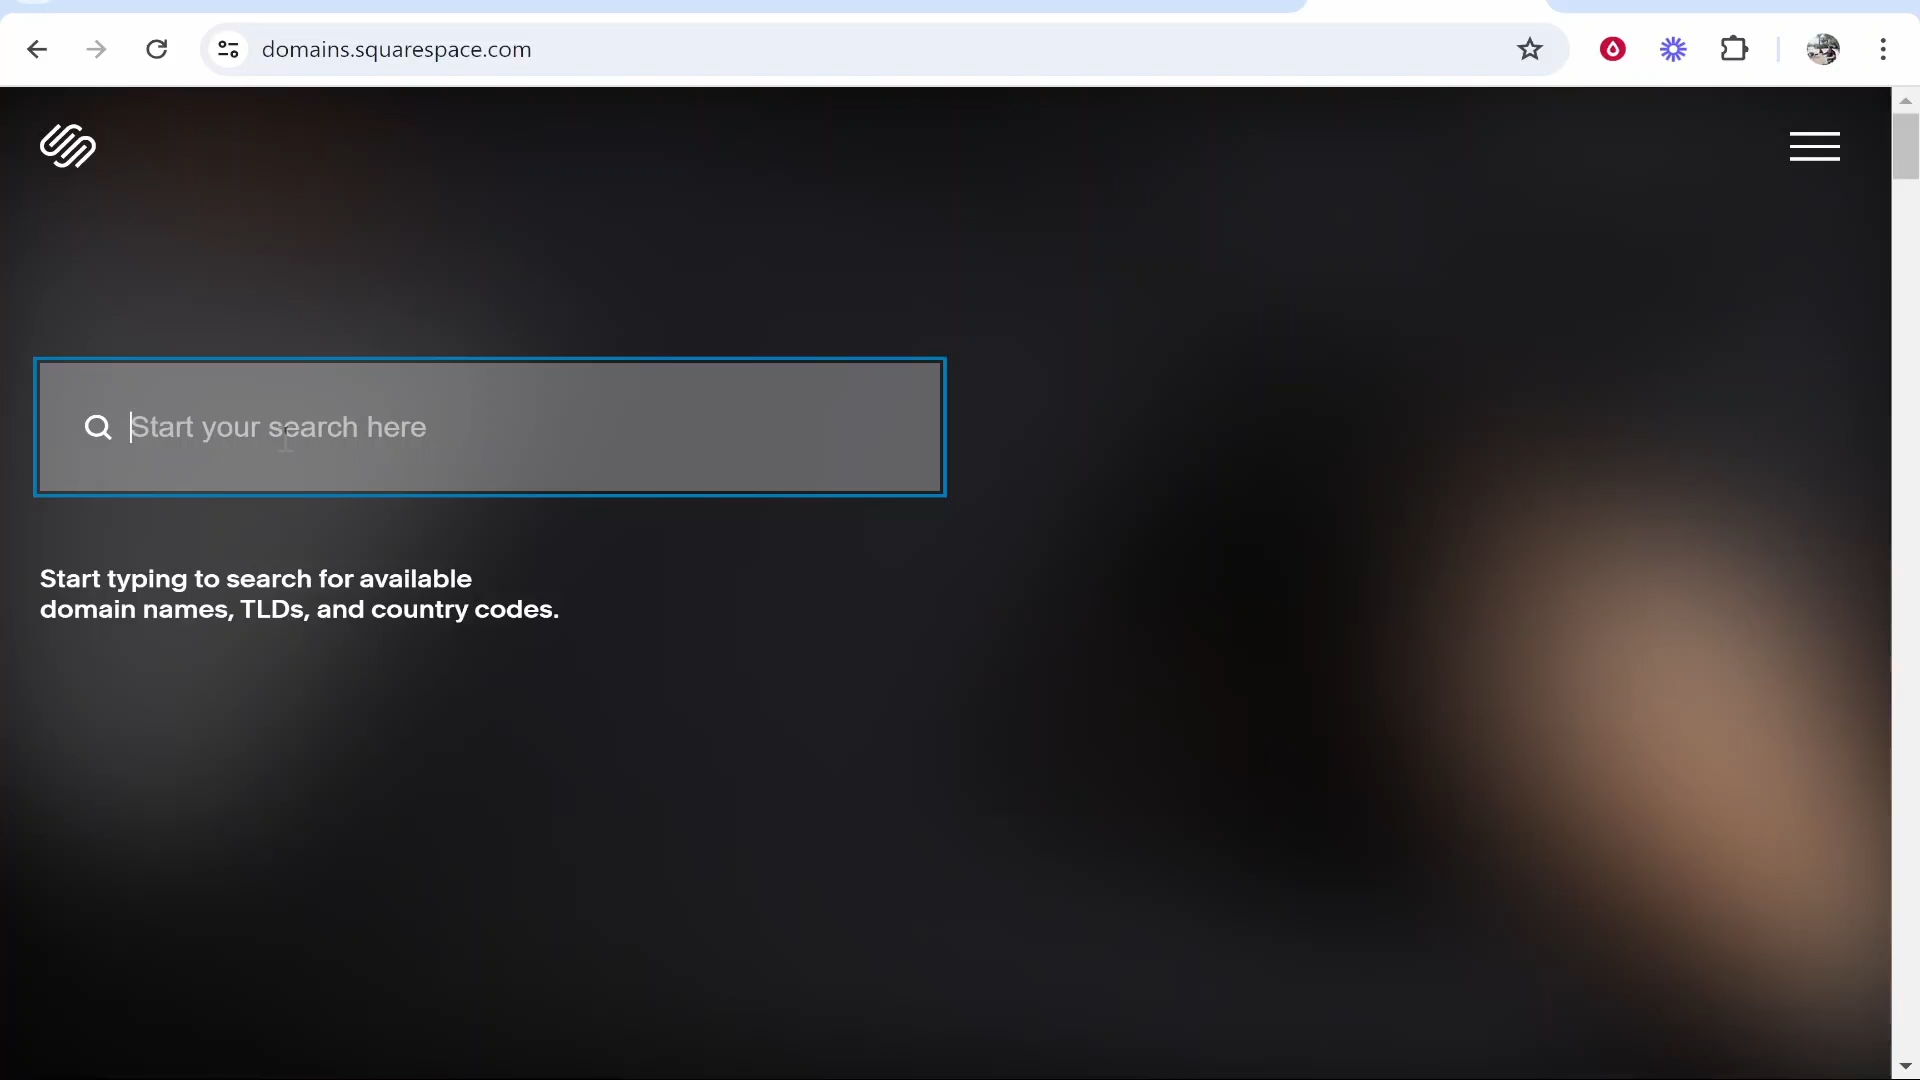 domains.squarespace.com
Start your search here
Start typing to search for available
domain names, TLDs, and country codes.